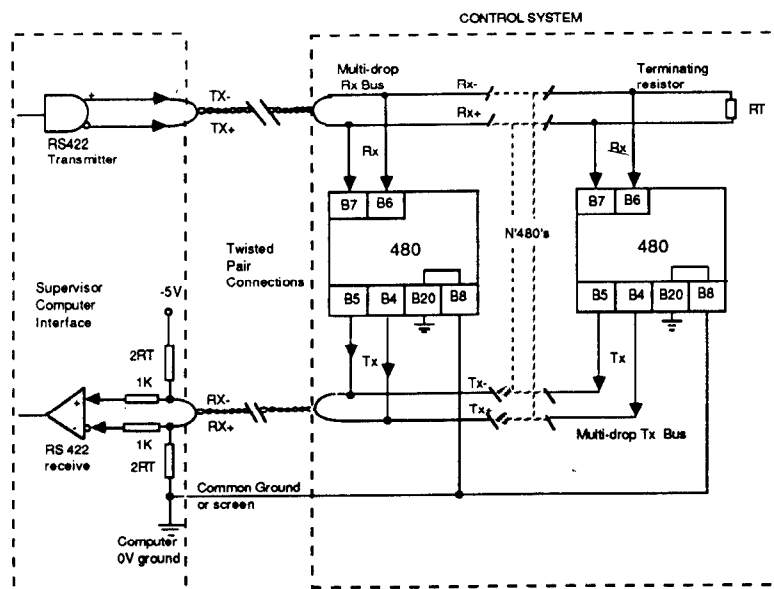 CONTROL SYSTEM
TX-
TX+
+
RS422
Transmitter
Multi-drop
Rx Bus
Rx-
Rx+
Terminating
resistor
RT
Rx
Rx
B7 B6
480
B5 B4 B20 B8
N'480's
B7 B6
480
B5 B4 B20 B8
Twisted
Pair
Connections
Supervisor
Computer
Interface
-5V
2RT
1K
+
-
1K
2RT
RS 422
receive
RX-
RX+
Tx
Tx
Tx-
Tx+
Multi-drop Tx Bus
Common Ground
or screen
Computer
0V ground